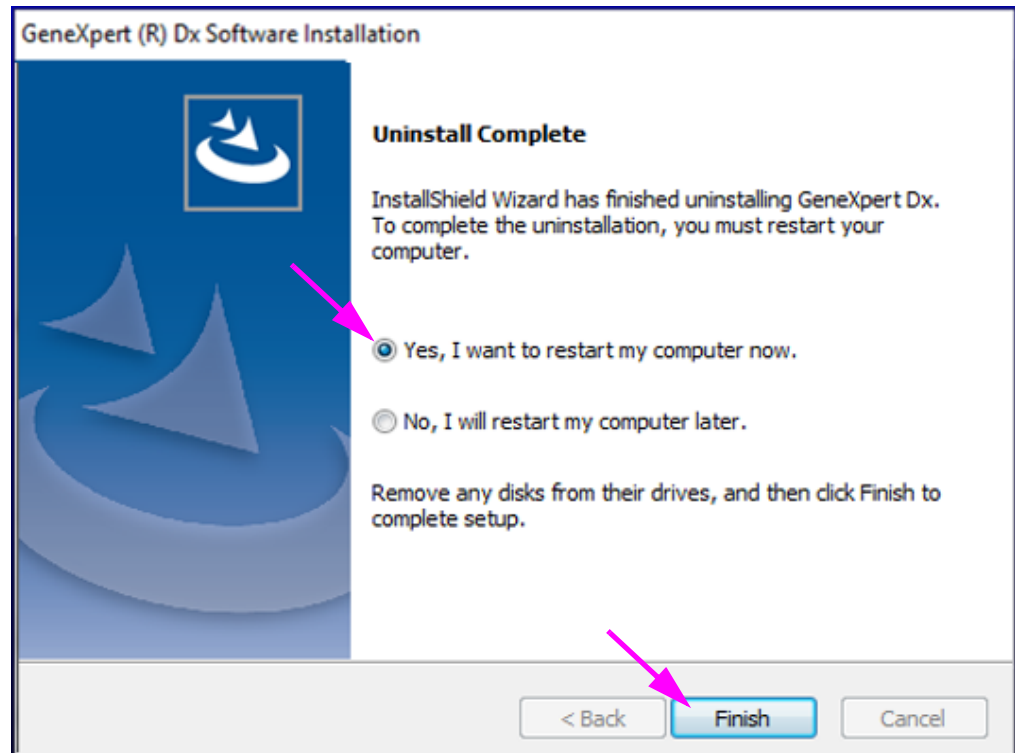 GeneXpert (R) Dx Software Installation
Uninstall Complete
InstallShield Wizard has finished uninstalling GeneXpert Dx.
To complete the uninstallation, you must restart your
computer.
Yes, I want to restart my computer now.
No, I will restart my computer later.
Remove any disks from their drives, and then click Finish to
complete setup.
< Back
Finish
Cancel